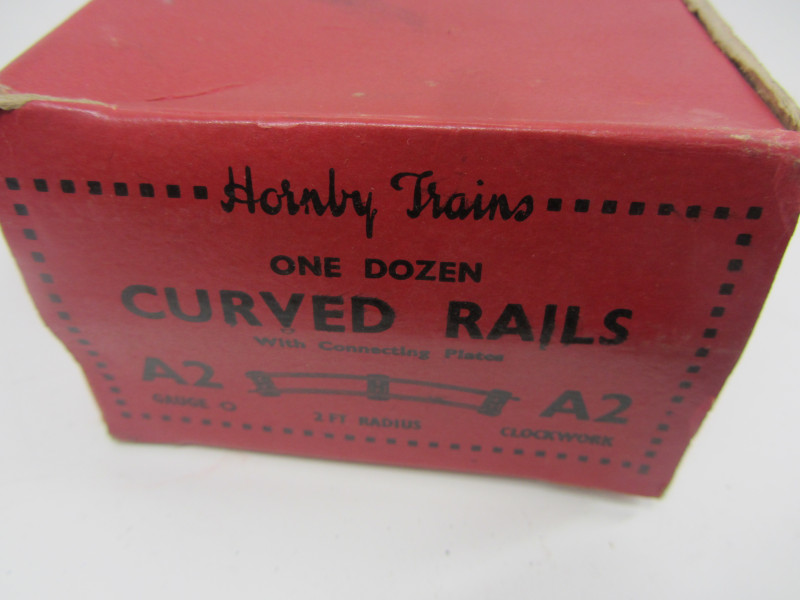 Hornby Trains
ONE DOZEN
CURVED RAILS
With Connecting Plates
A2 A2
GAUGE O 2 FT RADIUS CLOCKWORK